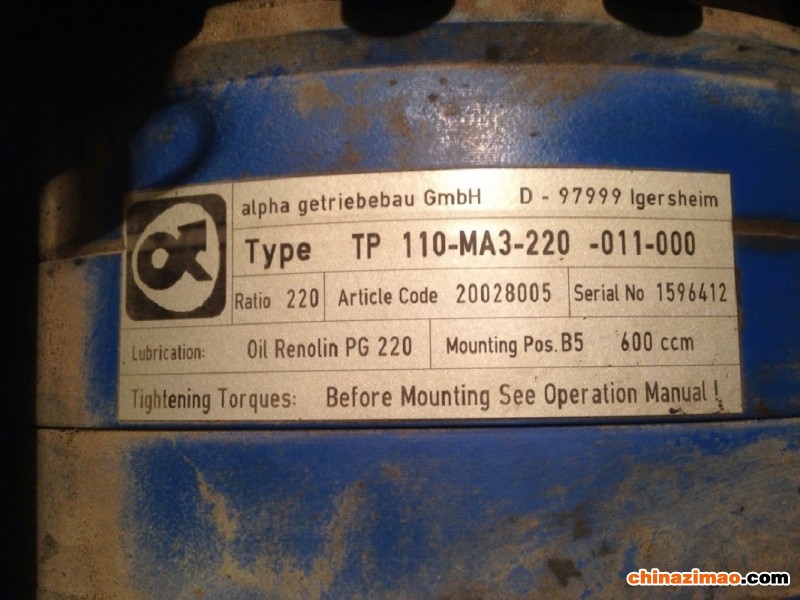 alpha getriebebau GmbH D - 97999 Igersheim
Type TP 110-MA3-220 -011-000
Ratio 220 Article Code 20028005 Serial No 1596412
Lubrication: Oil Renolin PG 220 Mounting Pos. B5 600 ccm
Tightening Torques: Before Mounting See Operation Manual !
chinazimao.com